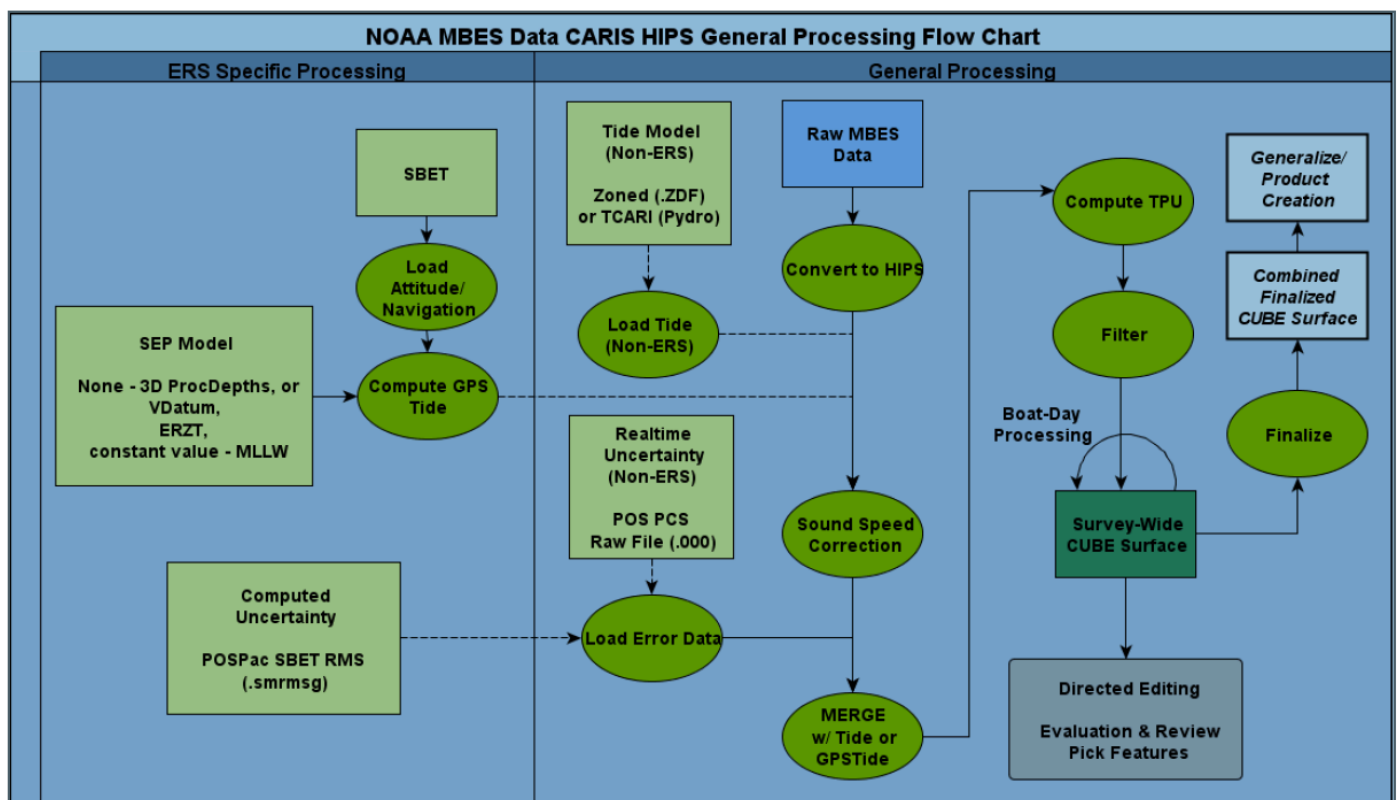 NOAA MBES Data CARIS HIPS General Processing Flow Chart
ERS Specific Processing
General Processing
SBET
Load
Attitude/
Navigation
SEP Model
None - 3D ProcDepths, or
VDatum,
ERZT,
constant value - MLLW
Compute GPS
Tide
Computed
Uncertainty
POSPac SBET RMS
(.smrmsg)
Tide Model
(Non-ERS)
Zoned (.ZDF)
or TCARI (Pydro)
Load Tide
(Non-ERS)
Realtime
Uncertainty
(Non-ERS)
POS PCS
Raw File (.000)
Load Error Data
Raw MBES
Data
Convert to HIPS
Sound Speed
Correction
MERGE
w/ Tide or
GPSTide
Compute TPU
Filter
Boat-Day
Processing
Survey-Wide
CUBE Surface
Directed Editing
Evaluation & Review
Pick Features
Generalize/
Product
Creation
Combined
Finalized
CUBE Surface
Finalize